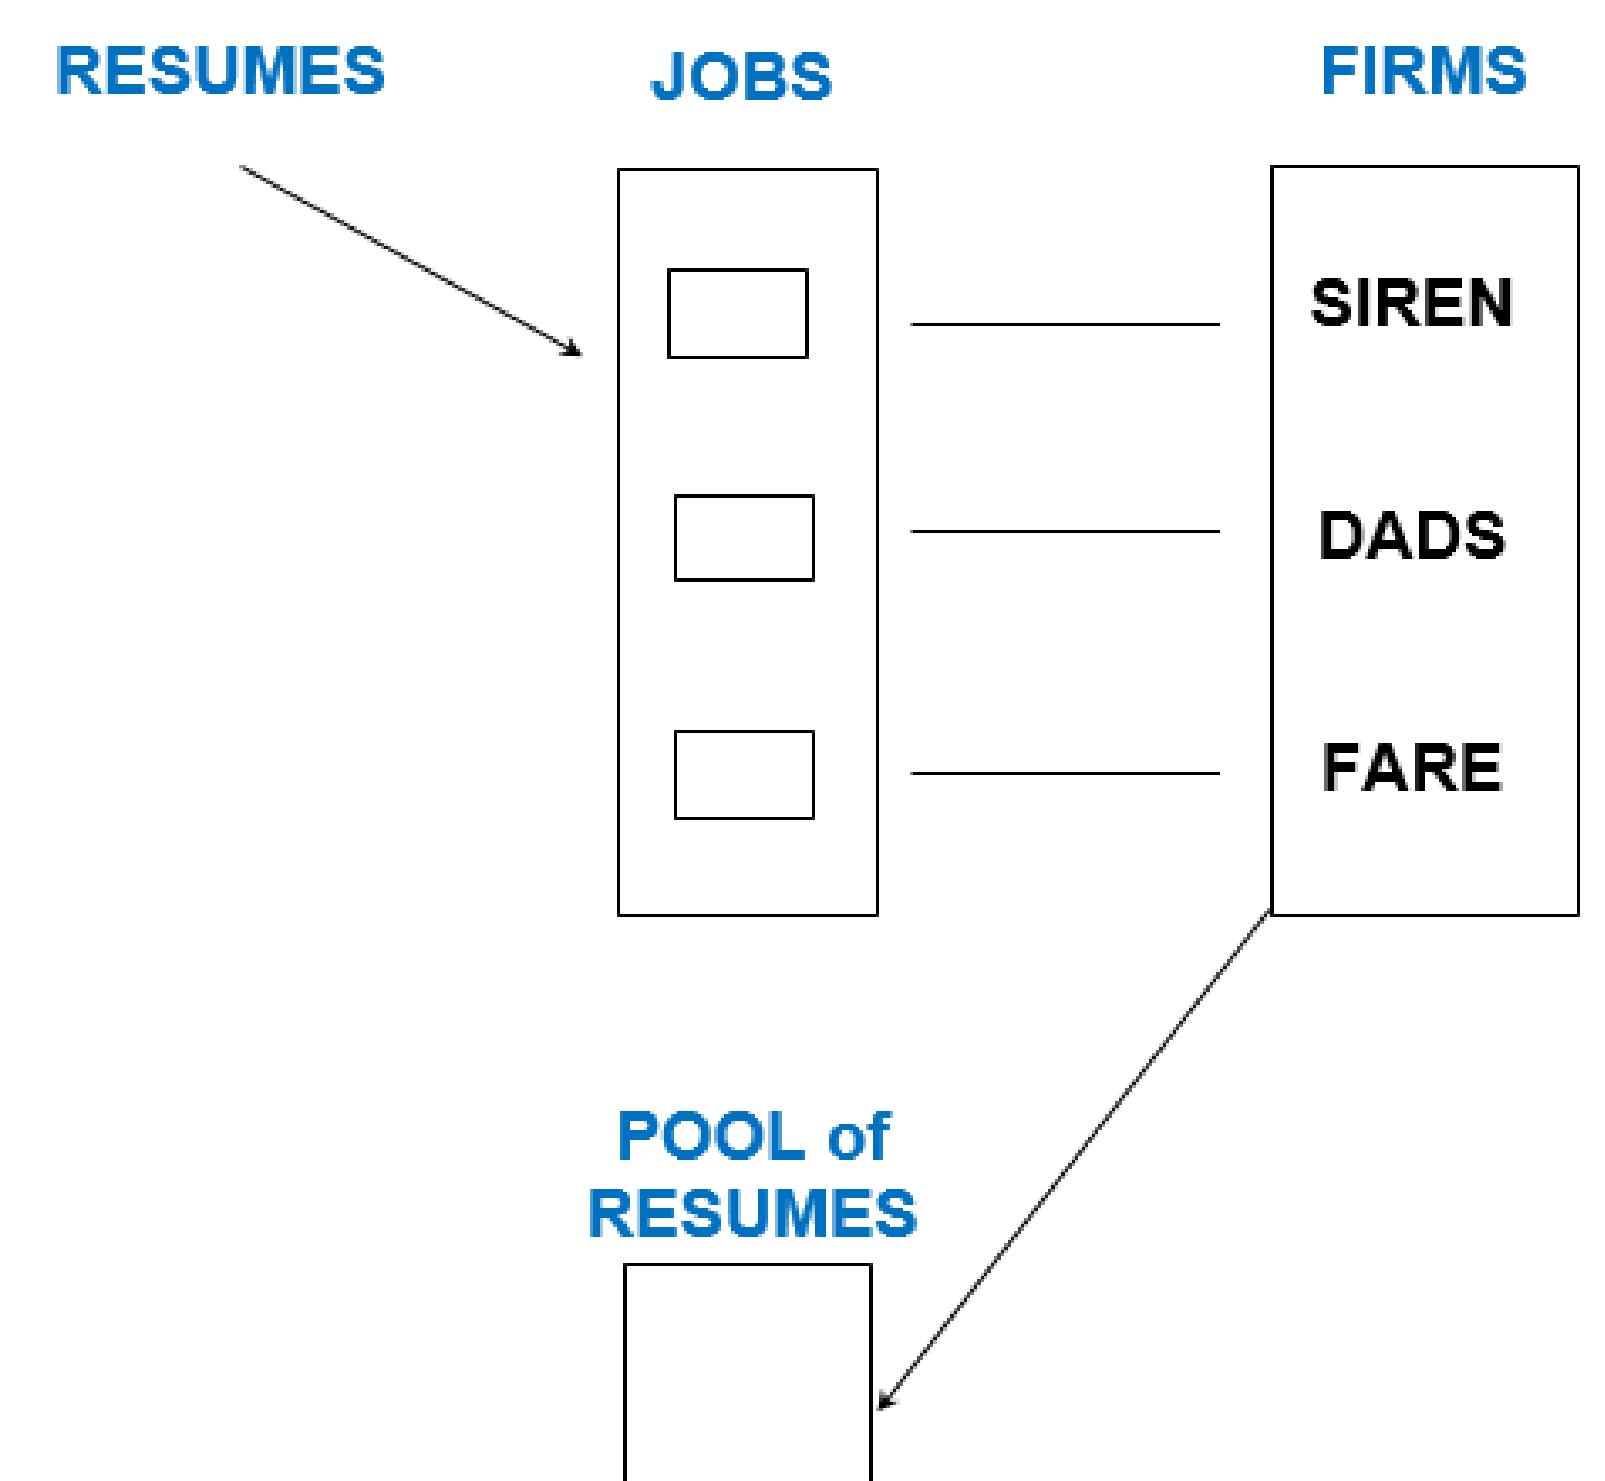 RESUMES
JOBS
FIRMS
SIREN
DADS
FARE
POOL of
RESUMES